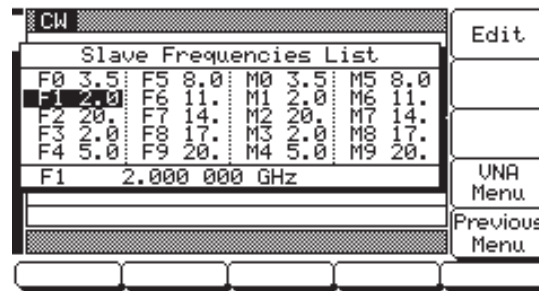 CW
Edit
Slave Frequencies List
F0 3.5 F5 8.0 M0 3.5 M5 8.0
F1 2.0 F6 11. M1 2.0 M6 11.
F2 20. F7 14. M2 20. M7 14.
F3 2.0 F8 17. M3 2.0 M8 17.
F4 5.0 F9 20. M4 5.0 M9 20.
F1 2.000 000 GHz
VNA
Menu
Previous
Menu